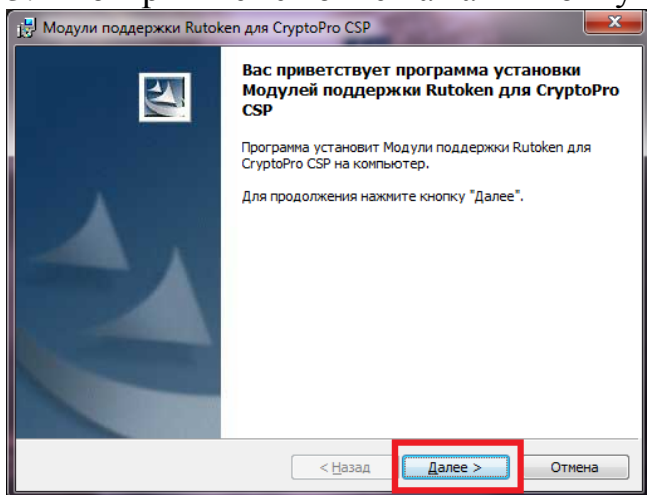 Модули поддержки Rutoken для CryptoPro CSP
Вас приветствует программа установки
Модулей поддержки Rutoken для CryptoPro
CSP
Программа установит Модули поддержки Rutoken для
CryptoPro CSP на компьютер.
Для продолжения нажмите кнопку "Далее".
< Назад
Далее >
Отмена